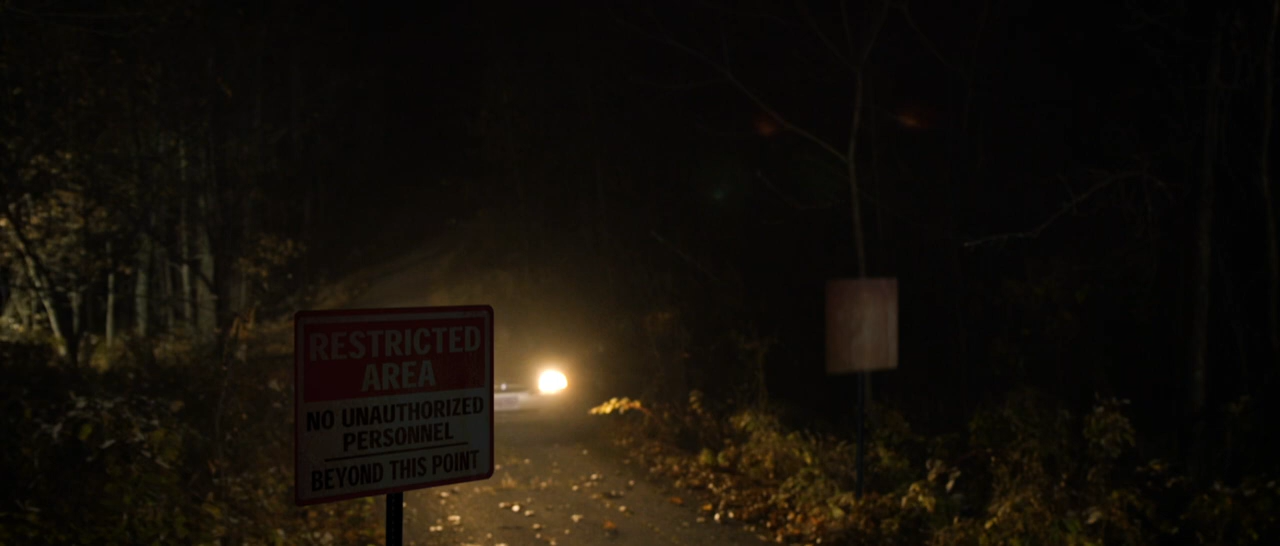 RESTRICTED
AREA
NO UNAUTHORIZED
PERSONNEL
BEYOND THIS POINT